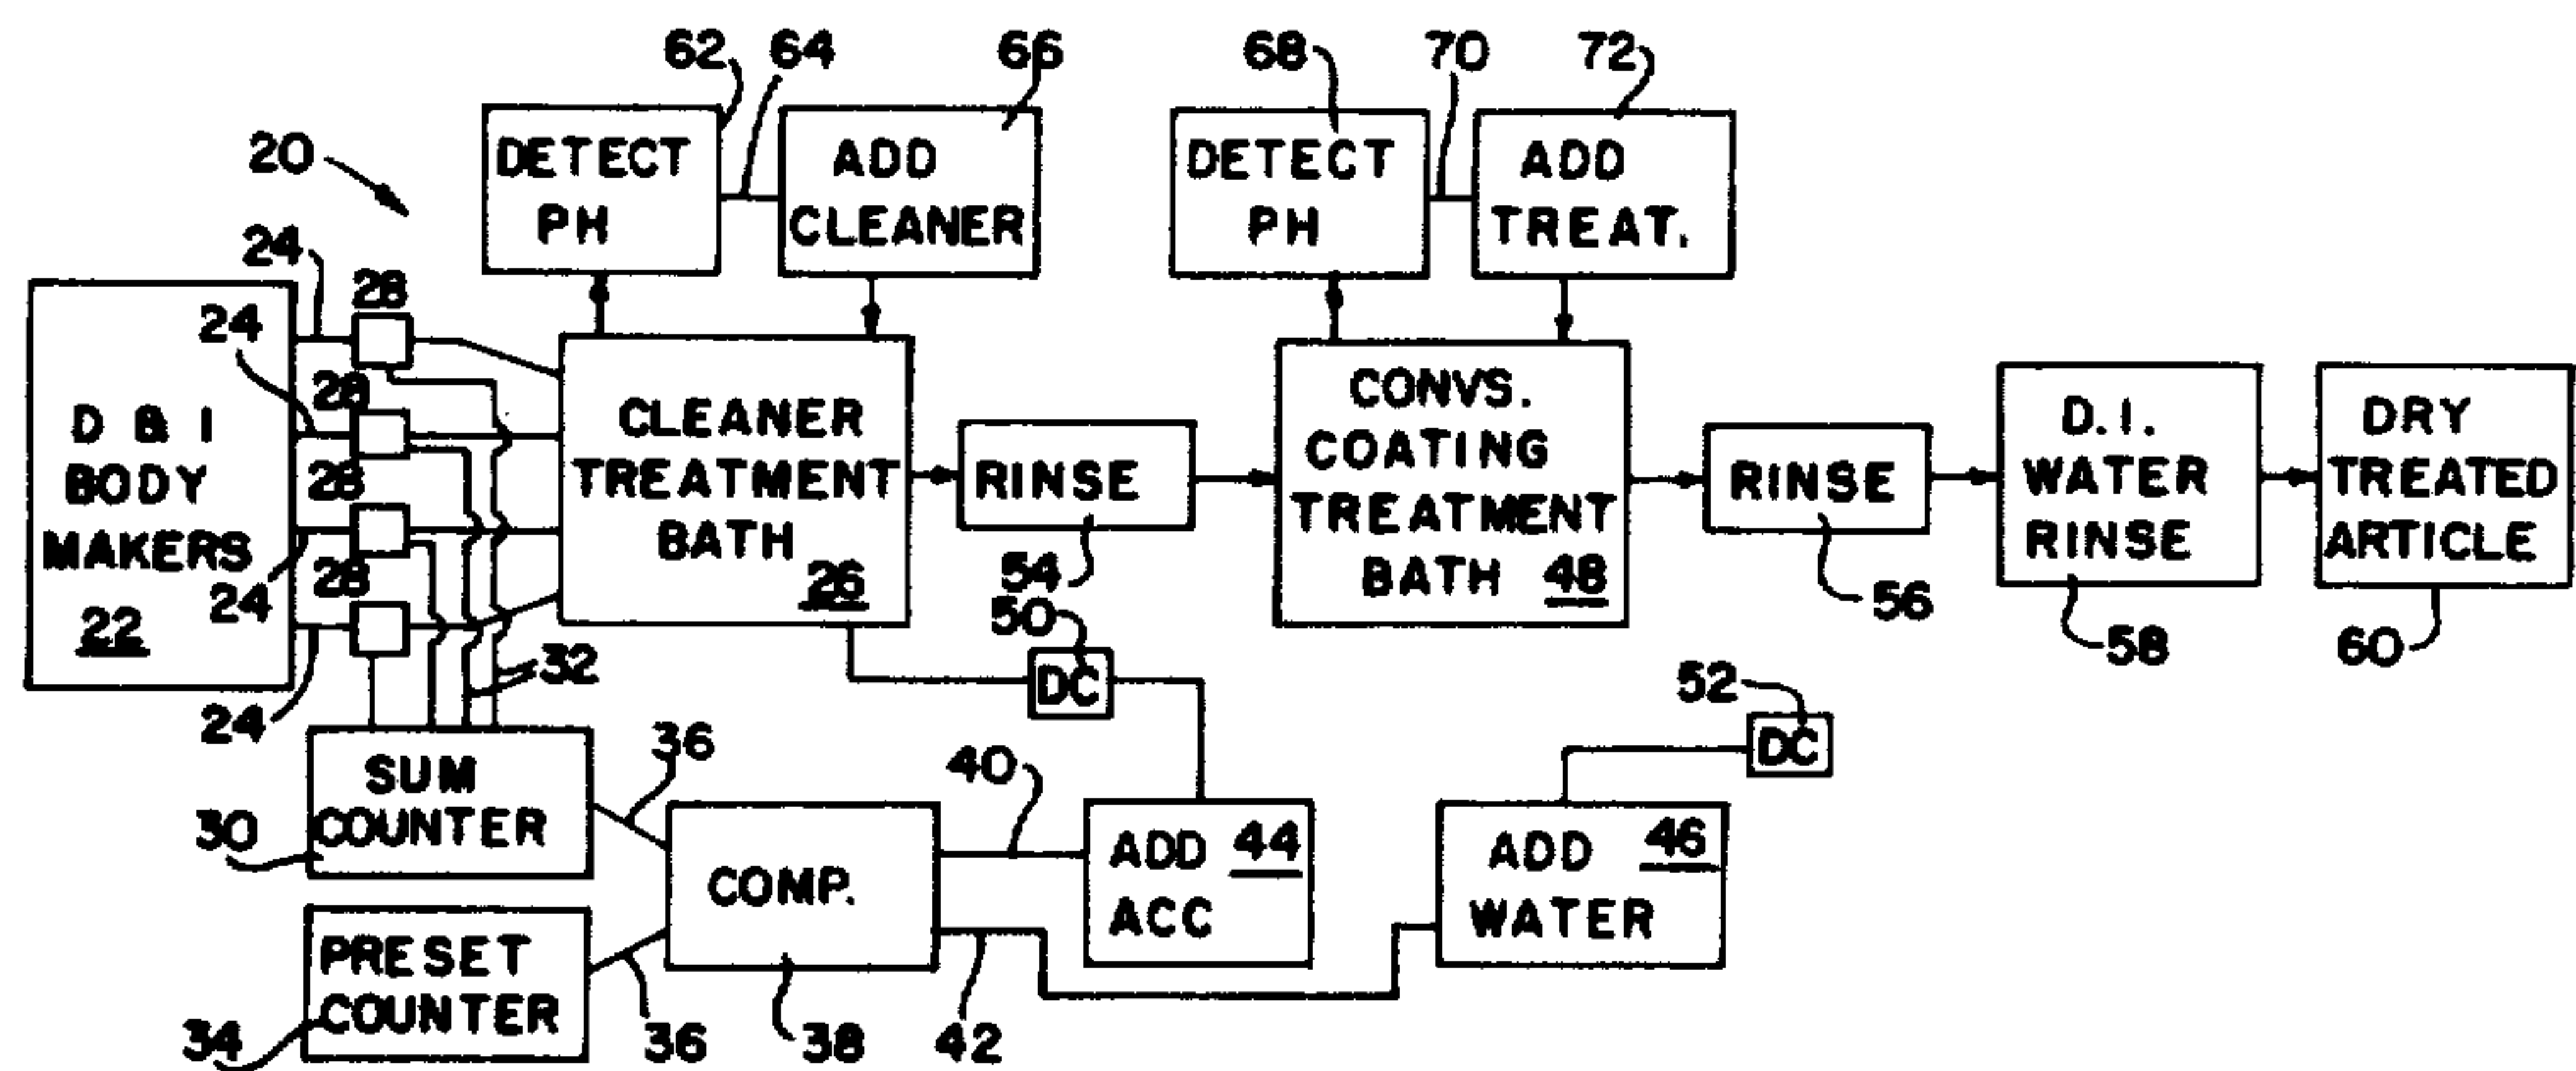 62 64 66 68 70 72
20
DETECT
PH
ADD
CLEANER
DETECT
PH
ADD
TREAT.
24
28
24
28
28
24
28
24
D & I
BODY
MAKERS
22
CLEANER
TREATMENT
BATH 26
RINSE
54
CONVS.
COATING
TREATMENT
BATH 48
RINSE
56
D.I.
WATER
RINSE
58
DRY
TREATED
ARTICLE
60
32
50
DC
52
DC
SUM
COUNTER
30
36
PRESET
COUNTER
34
36
COMP.
38
40
42
ADD 44
ACC
ADD 46
WATER